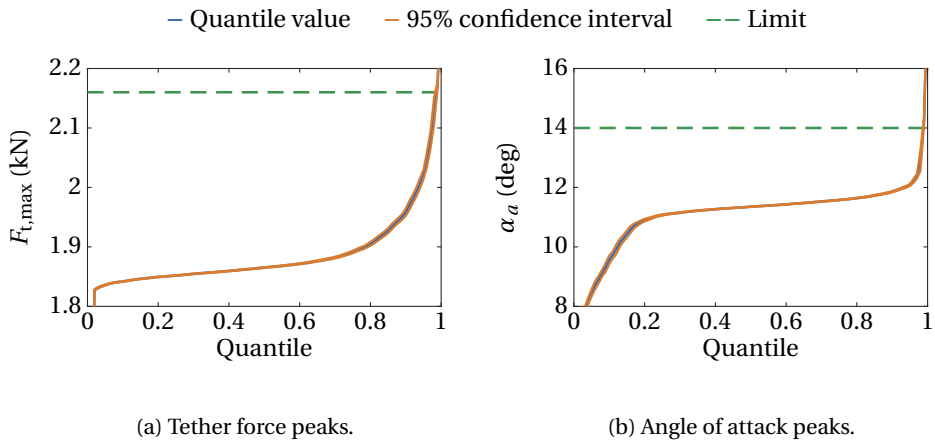 Quantile value 95% confidence interval Limit
2.2
2.1
2
1.9
1.8
F_t,max (kN)
0 0.2 0.4 0.6 0.8 1
Quantile
16
14
12
10
8
α_a (deg)
0 0.2 0.4 0.6 0.8 1
Quantile
(a) Tether force peaks.
(b) Angle of attack peaks.